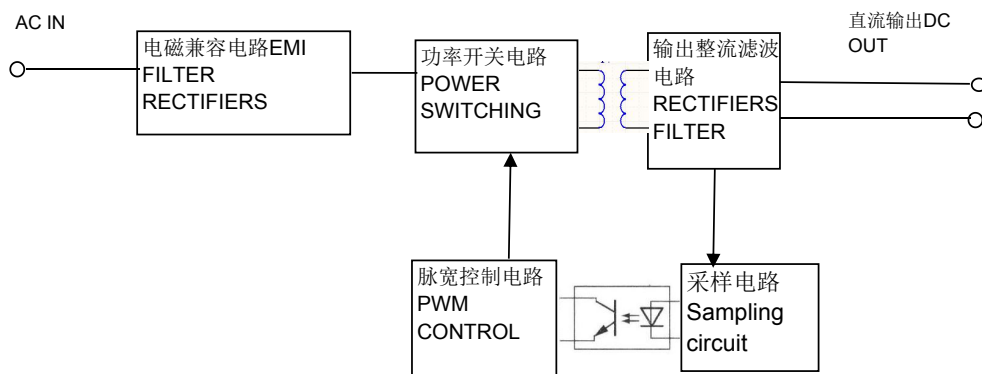 AC IN
直流输出DC
OUT
电磁兼容电路EMI
FILTER
RECTIFIERS
功率开关电路
POWER
SWITCHING
输出整流滤波
电路
RECTIFIERS
FILTER
脉宽控制电路
PWM
CONTROL
采样电路
Sampling
circuit